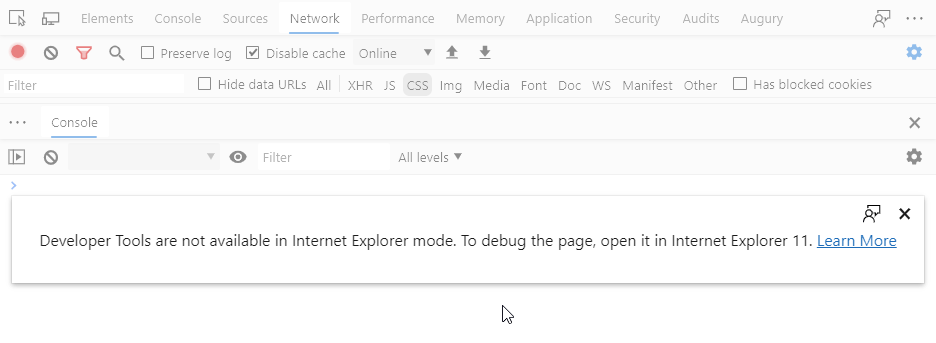 Elements Console Sources Network Performance Memory Application Security Audits Augury
Preserve log Disable cache Online
Filter Hide data URLs All XHR JS CSS Img Media Font Doc WS Manifest Other Has blocked cookies
Console
Filter All levels
Developer Tools are not available in Internet Explorer mode. To debug the page, open it in Internet Explorer 11. Learn More